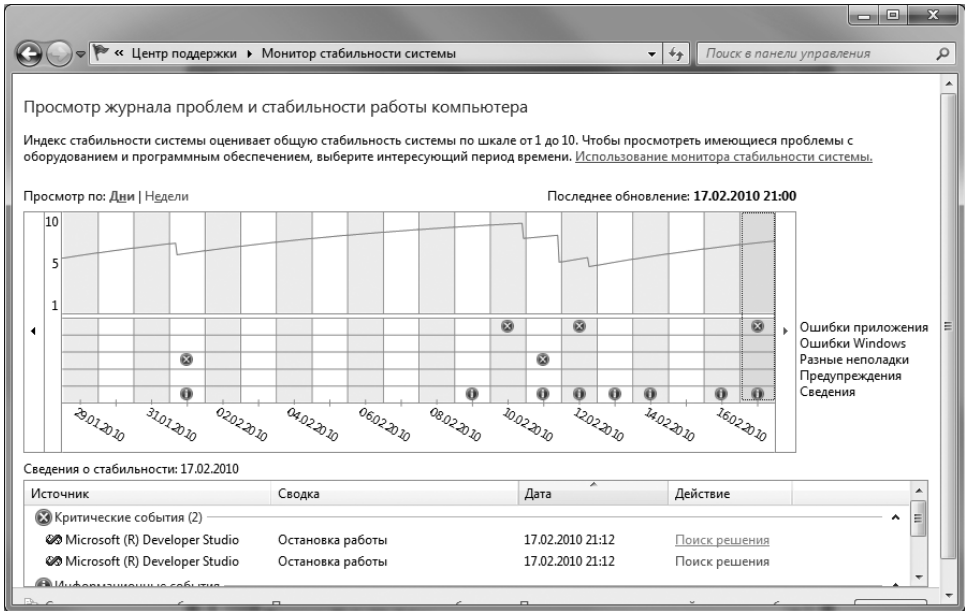 « Центр поддержки ▸ Монитор стабильности системы
Поиск в панели управления
Просмотр журнала проблем и стабильности работы компьютера
Индекс стабильности системы оценивает общую стабильность системы по шкале от 1 до 10. Чтобы просмотреть имеющиеся проблемы с
оборудованием и программным обеспечением, выберите интересующий период времени. Использование монитора стабильности системы.
Просмотр по: Дни | Недели
Последнее обновление: 17.02.2010 21:00
10
5
1
Ошибки приложения
Ошибки Windows
Разные неполадки
Предупреждения
Сведения
29.01.2010 31.01.2010 02.02.2010 04.02.2010 06.02.2010 08.02.2010 10.02.2010 12.02.2010 14.02.2010 16.02.2010
Сведения о стабильности: 17.02.2010
Источник Сводка Дата Действие
Критические события (2)
Microsoft (R) Developer Studio Остановка работы 17.02.2010 21:12 Поиск решения
Microsoft (R) Developer Studio Остановка работы 17.02.2010 21:12 Поиск решения
Информационные события